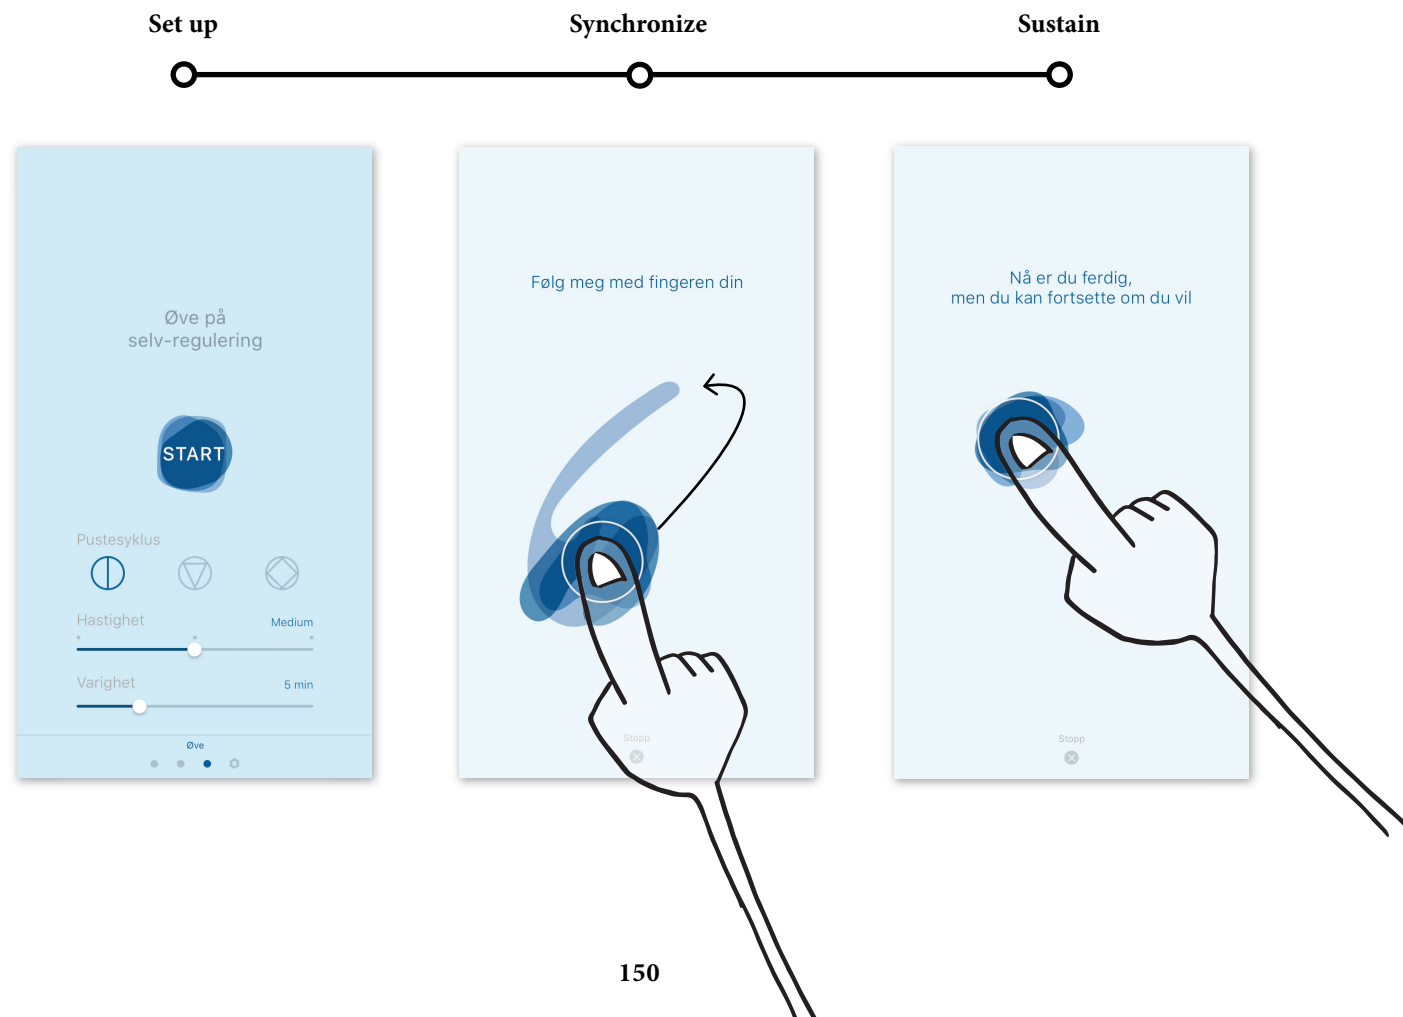 Set up
Synchronize
Sustain
Øve på
selv-regulering
START
Pustesyklus
Hastighet
Medium
Varighet
5 min
Øve
Følg meg med fingeren din
Stopp
Nå er du ferdig,
men du kan fortsette om du vil
Stopp
150